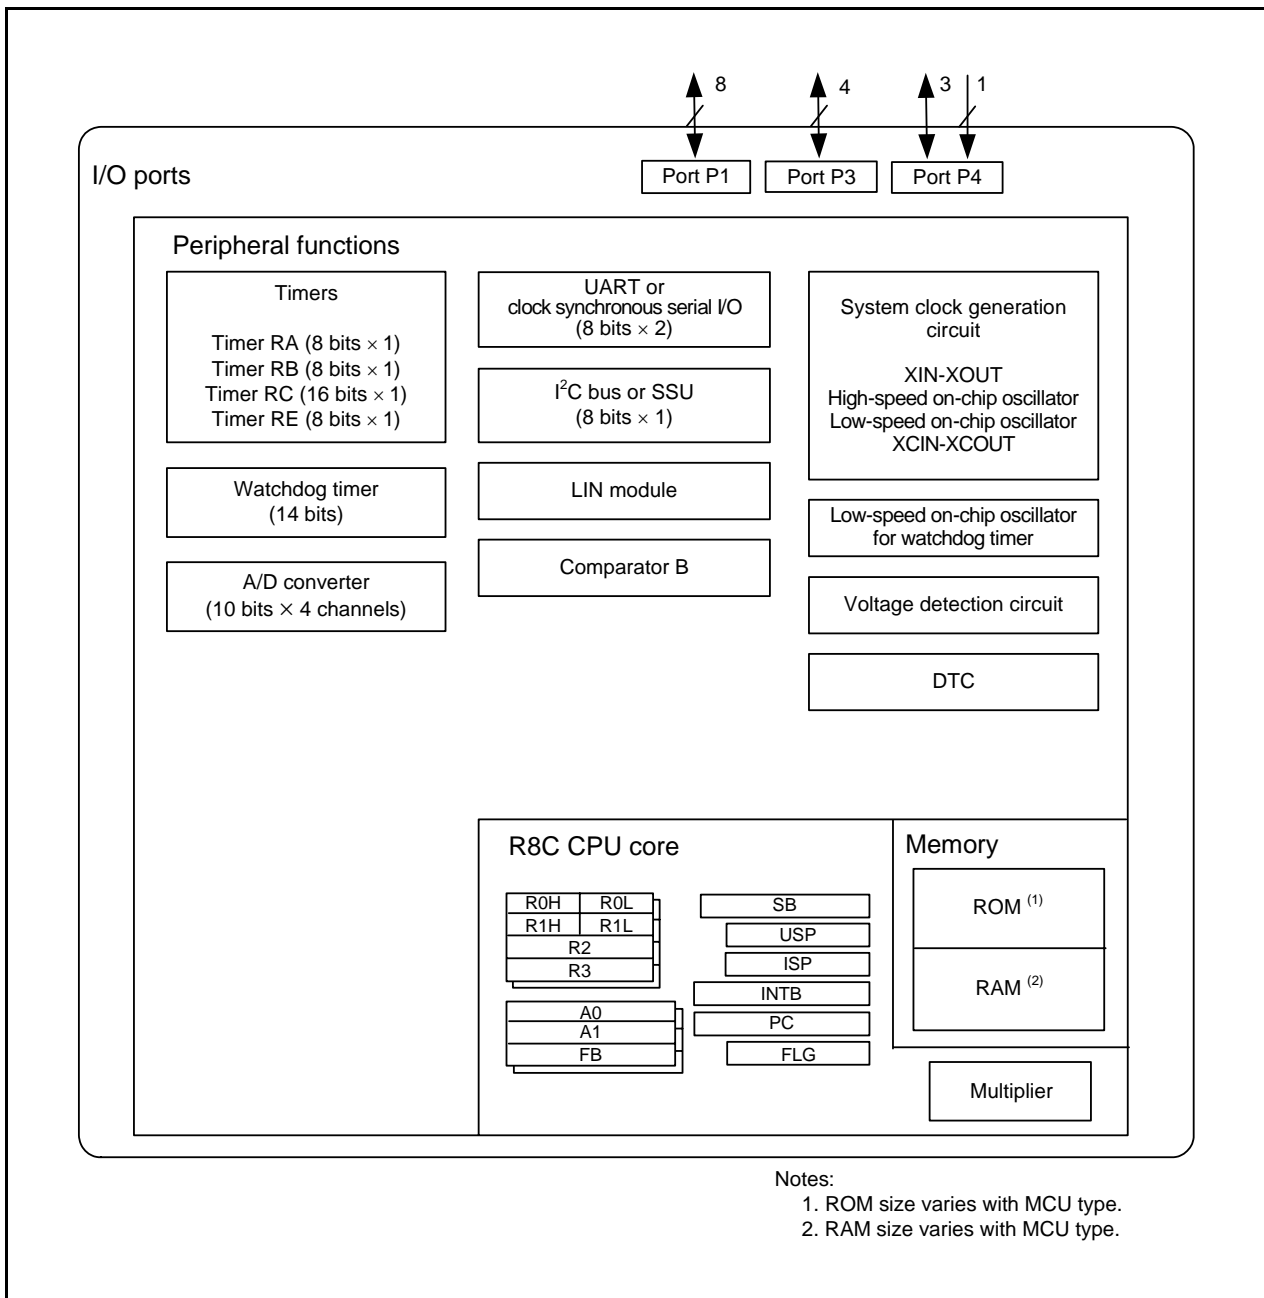 8
4
3
1
I/O ports
Port P1
Port P3
Port P4
Peripheral functions
Timers
Timer RA (8 bits × 1)
Timer RB (8 bits × 1)
Timer RC (16 bits × 1)
Timer RE (8 bits × 1)
Watchdog timer
(14 bits)
A/D converter
(10 bits × 4 channels)
UART or
clock synchronous serial I/O
(8 bits × 2)
I²C bus or SSU
(8 bits × 1)
LIN module
Comparator B
System clock generation
circuit
XIN-XOUT
High-speed on-chip oscillator
Low-speed on-chip oscillator
XCIN-XCOUT
Low-speed on-chip oscillator
for watchdog timer
Voltage detection circuit
DTC
R8C CPU core
R0H
R0L
R1H
R1L
R2
R3
A0
A1
FB
SB
USP
ISP
INTB
PC
FLG
Memory
ROM (1)
RAM (2)
Multiplier
Notes:
1. ROM size varies with MCU type.
2. RAM size varies with MCU type.